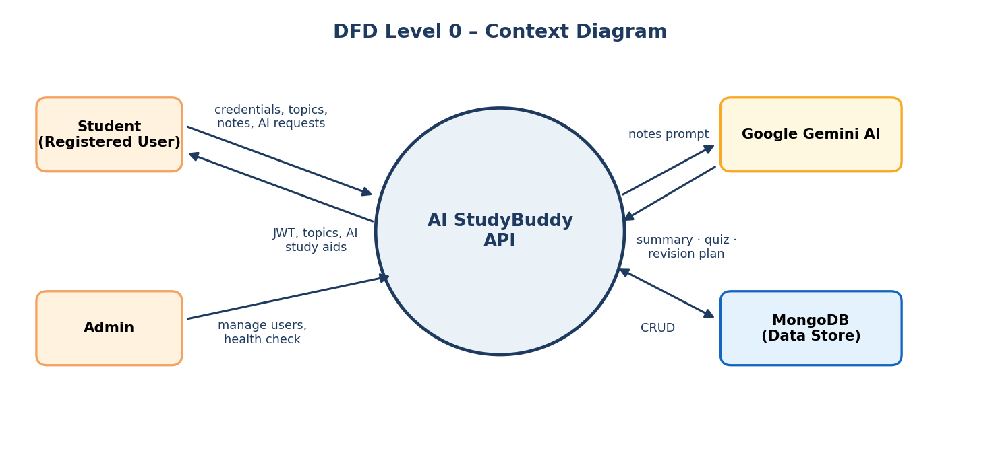 DFD Level 0 – Context Diagram
Student
(Registered User)
credentials, topics,
notes, AI requests
notes prompt
Google Gemini AI
AI StudyBuddy
API
JWT, topics, AI
study aids
summary · quiz ·
revision plan
Admin
manage users,
health check
CRUD
MongoDB
(Data Store)